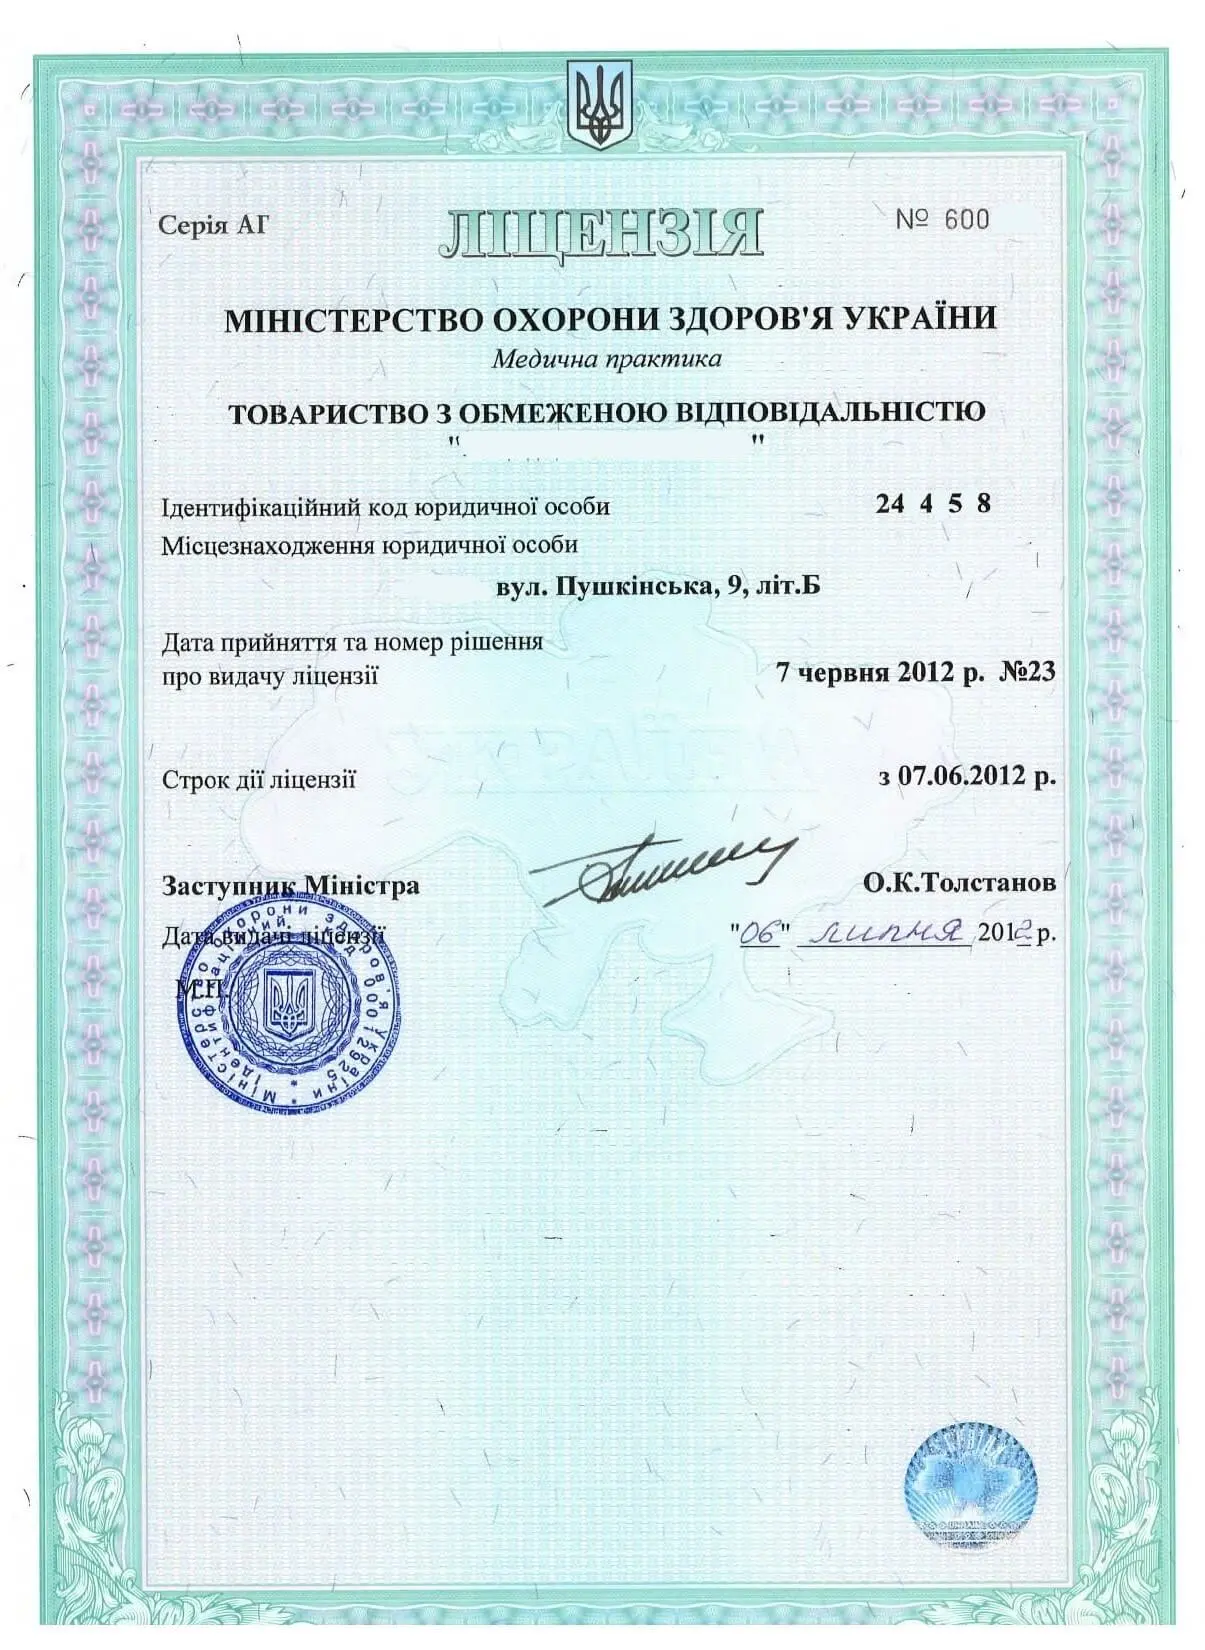 Серія АГ
ЛІЦЕНЗІЯ
№ 600
МІНІСТЕРСТВО ОХОРОНИ ЗДОРОВ'Я УКРАЇНИ
Медична практика
ТОВАРИСТВО З ОБМЕЖЕНОЮ ВІДПОВІДАЛЬНІСТЮ
" "
Ідентифікаційний код юридичної особи 24 4 5 8
Місцезнаходження юридичної особи
вул. Пушкінська, 9, літ.Б
Дата прийняття та номер рішення
про видачу ліцензії 7 червня 2012 р. №23
УКРАЇНА
Строк дії ліцензії з 07.06.2012 р.
Заступник Міністра О.К.Толстанов
Дата видачі ліцензії "06" липня 2012 р.
М.П.
Міністерство охорони здоров'я України
Ідентифікаційний код 00012925